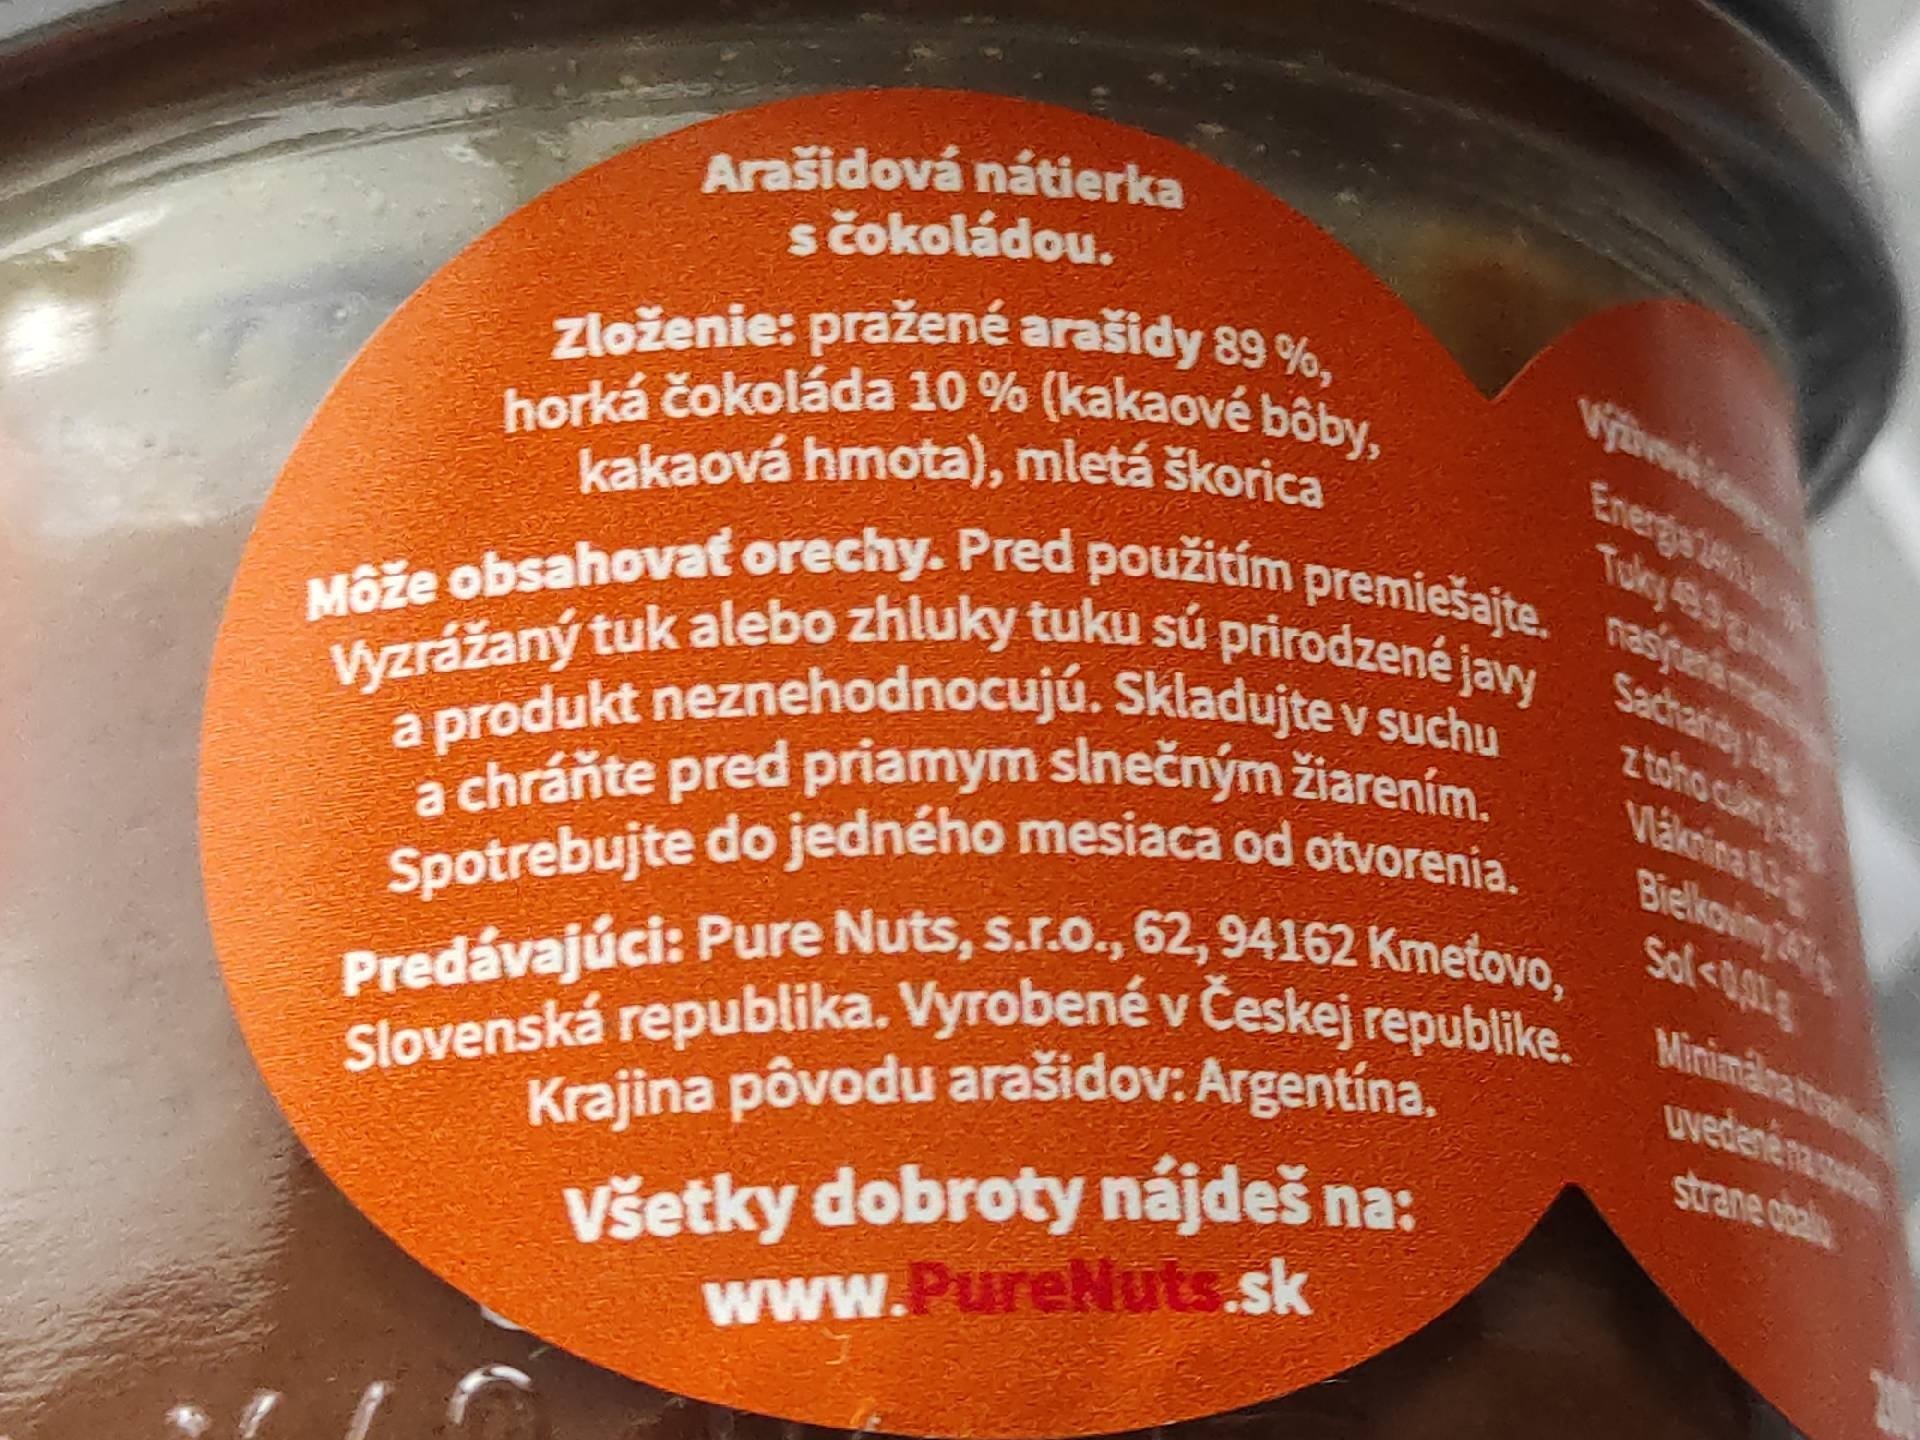 Arašidová nátierka
s čokoládou.
Zloženie: pražené arašidy 89 %,
horká čokoláda 10 % (kakaové bôby,
kakaová hmota), mletá škorica
Môže obsahovať orechy. Pred použitím premiešajte.
Vyzrážaný tuk alebo zhluky tuku sú prirodzené javy
a produkt neznehodnocujú. Skladujte v suchu
a chráňte pred priamym slnečným žiarením.
Spotrebujte do jedného mesiaca od otvorenia.
Predávajúci: Pure Nuts, s.r.o., 62, 94162 Kmeťovo,
Slovenská republika. Vyrobené v Českej republike.
Krajina pôvodu arašidov: Argentína.
Všetky dobroty nájdeš na:
www.PureNuts.sk
Energia
Tuky
Sacharidy
z toho cukry
Vláknina
Bielkoviny
Soľ < 0,01 g
Minimálna
uvedené na
strane obalu